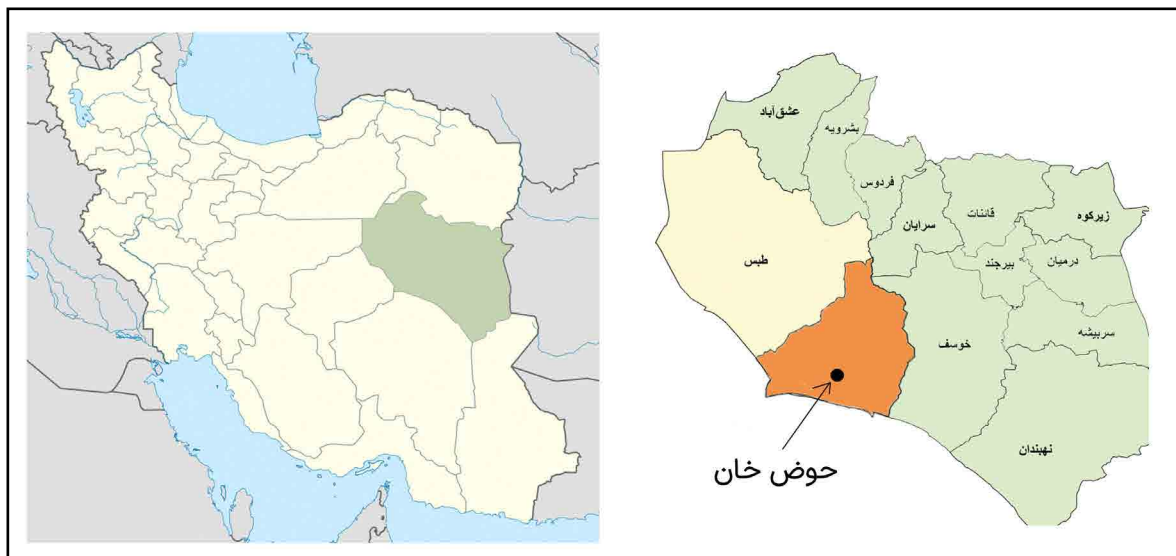 عشق‌آباد
بشرویه
فردوس
قائنات
زیرکوه
سرایان
طبس
بیرجند
درمیان
خوسف
سربیشه
نهبندان
حوض خان